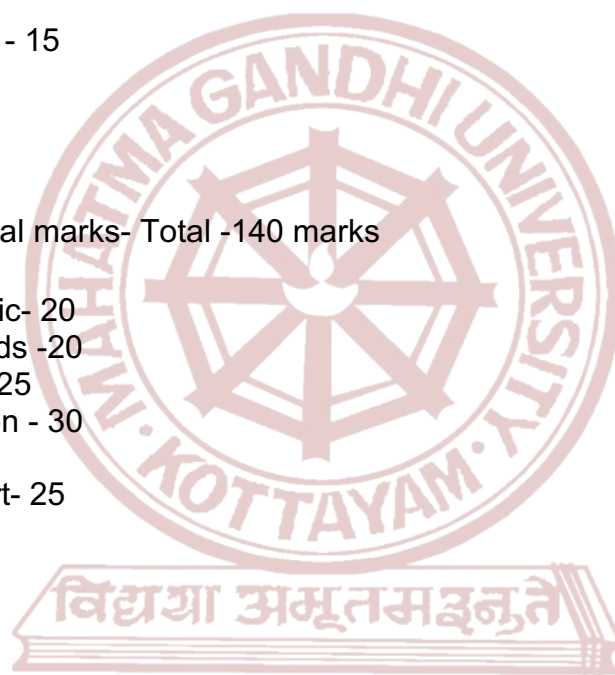 - 15
al marks- Total -140 marks
ic- 20
ds -20
25
on - 30
rt- 25
MAHATMA GANDHI UNIVERSITY
• KOTTAYAM •
विद्यया अमृतमश्नुते